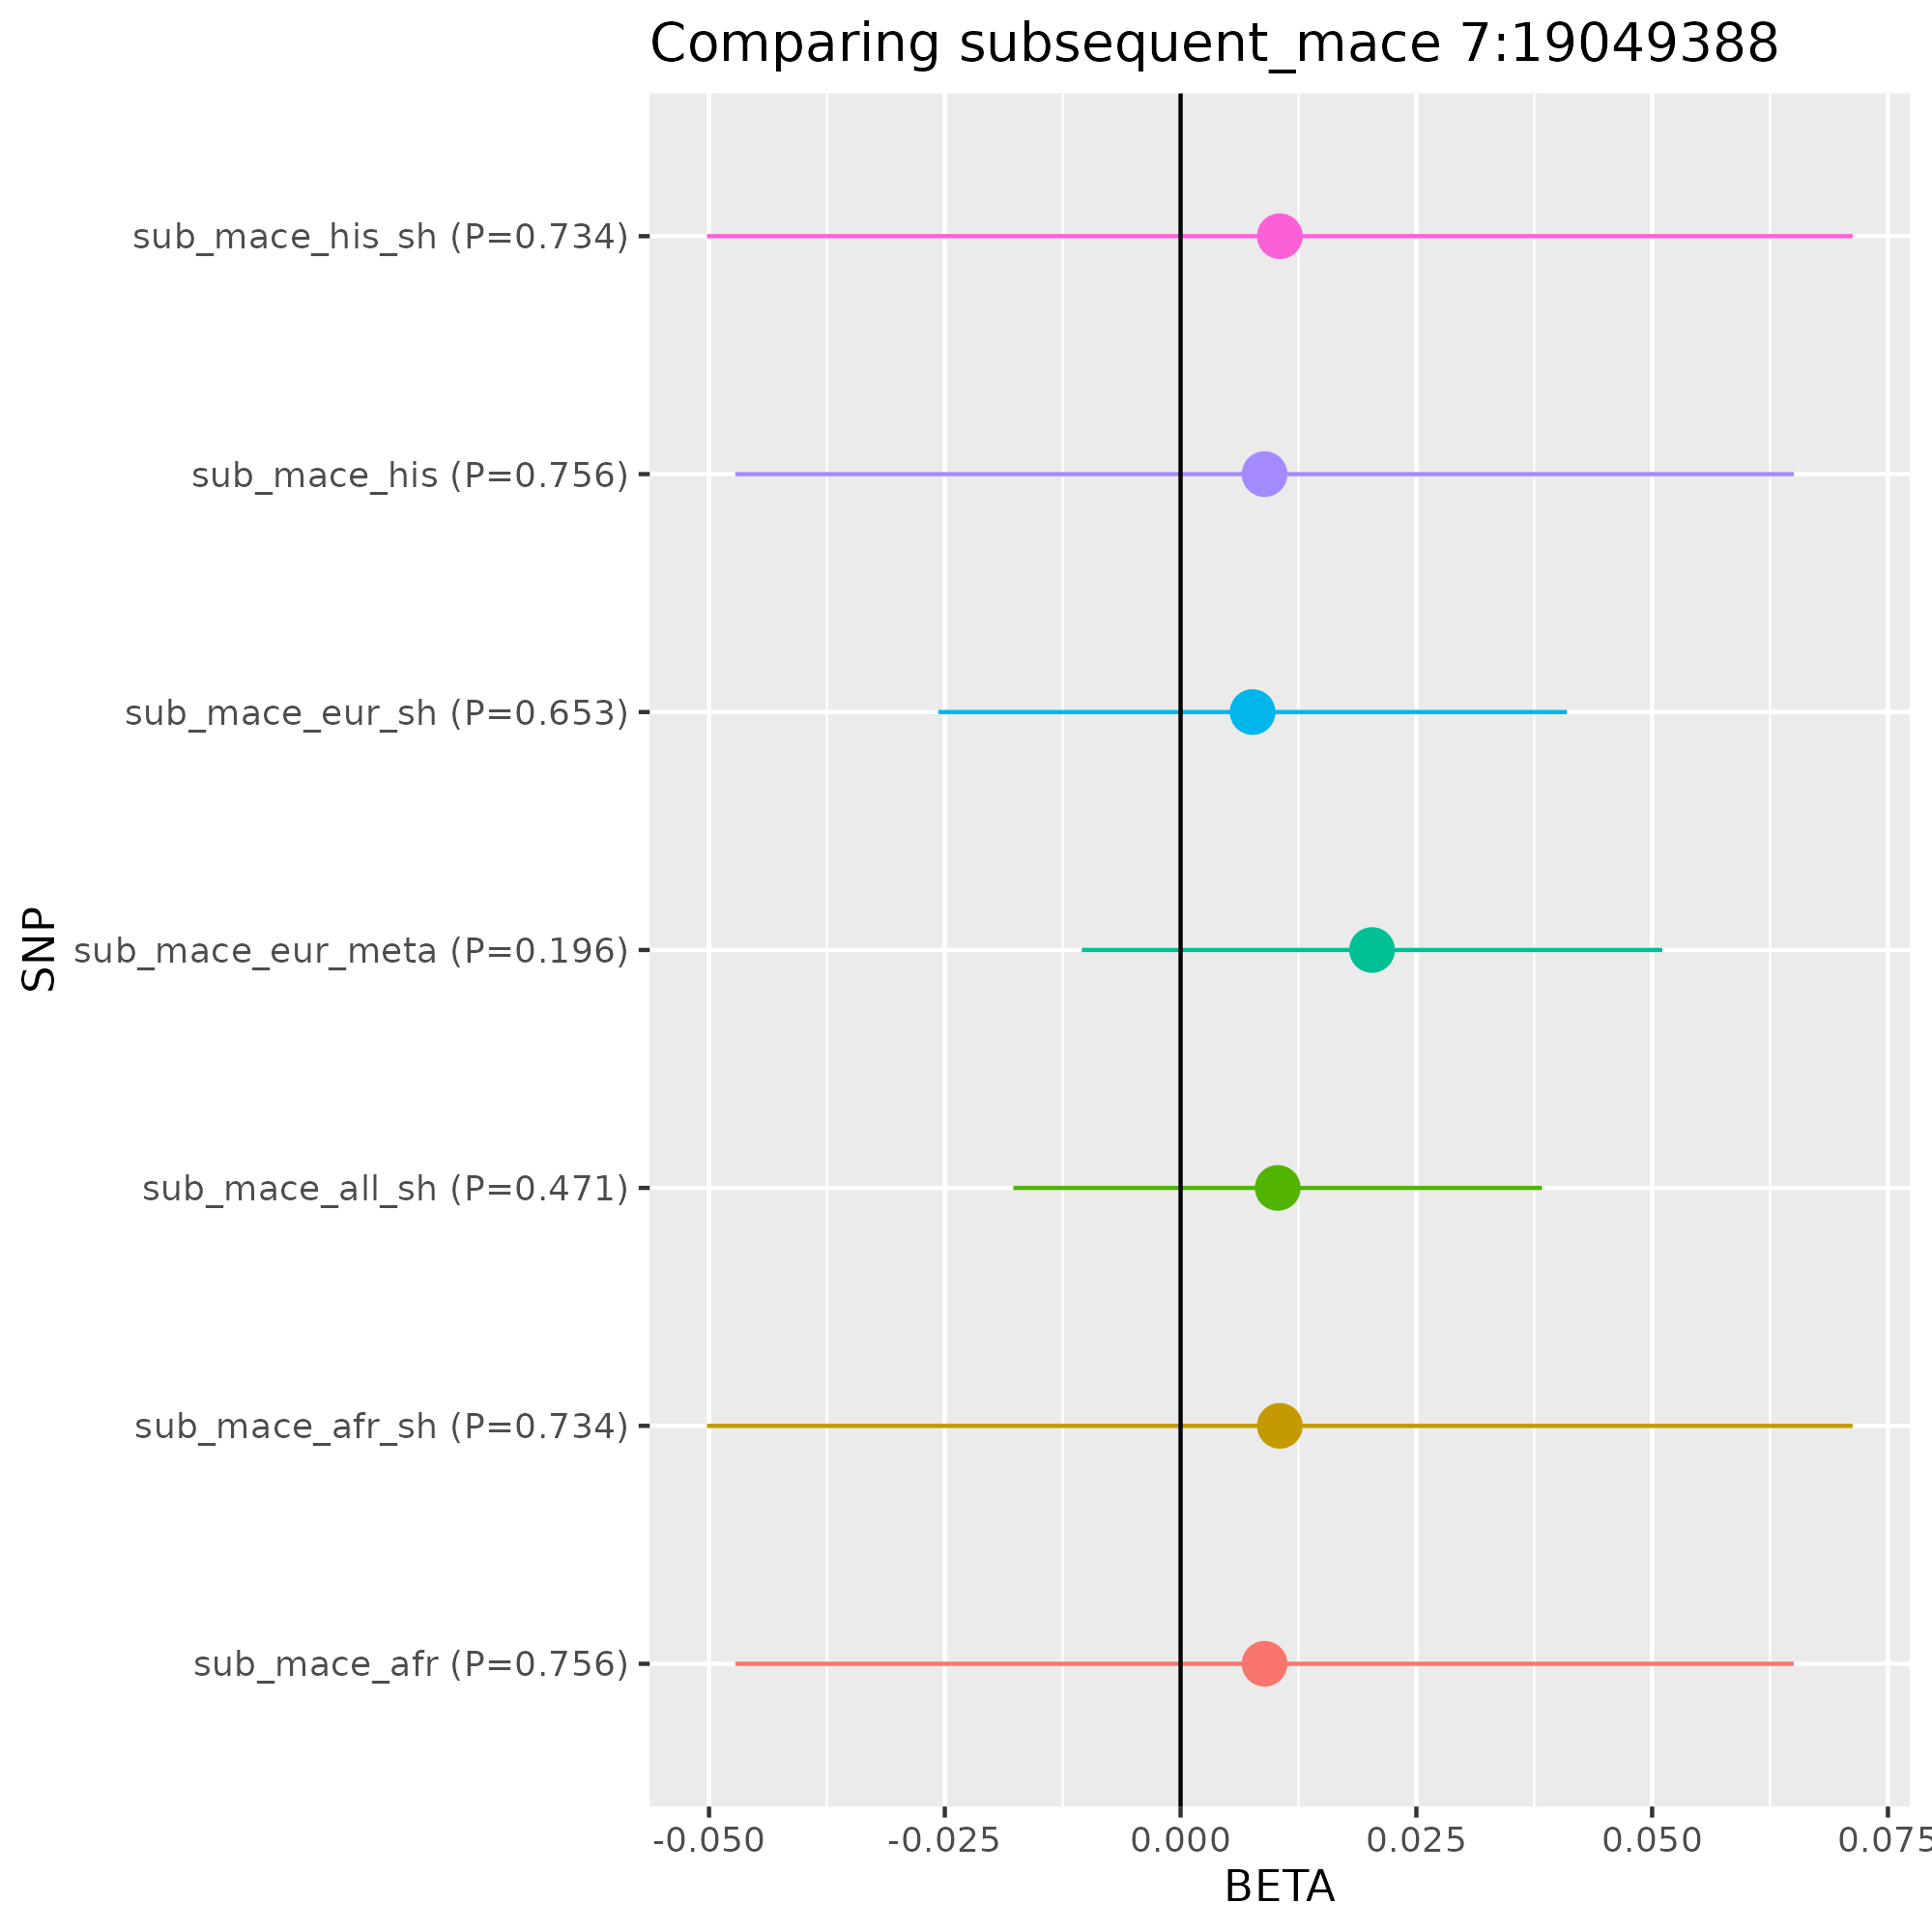 Comparing subsequent_mace 7:19049388
sub_mace_his_sh (P=0.734)
sub_mace_his (P=0.756)
sub_mace_eur_sh (P=0.653)
SNP
sub_mace_eur_meta (P=0.196)
sub_mace_all_sh (P=0.471)
sub_mace_afr_sh (P=0.734)
sub_mace_afr (P=0.756)
-0.050 -0.025 0.000 0.025 0.050 0.075
BETA